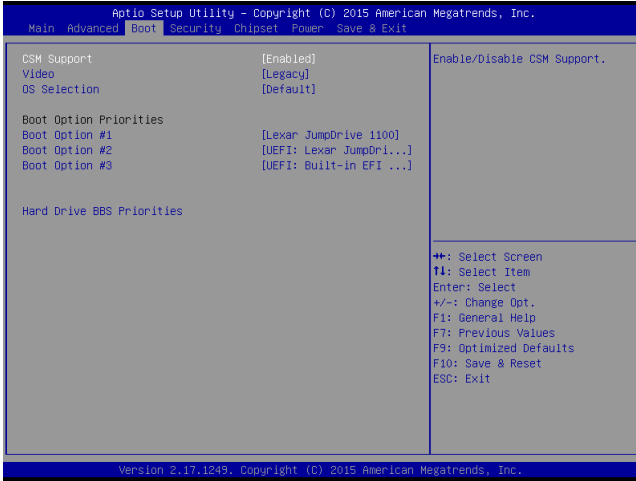 Aptio Setup Utility – Copyright (C) 2015 American Megatrends, Inc.
Main Advanced Boot Security Chipset Power Save & Exit
CSM Support [Enabled]
Video [Legacy]
OS Selection [Default]
Boot Option Priorities
Boot Option #1 [Lexar JumpDrive 1100]
Boot Option #2 [UEFI: Lexar JumpDri...]
Boot Option #3 [UEFI: Built-in EFI ...]
Hard Drive BBS Priorities
Enable/Disable CSM Support.
→←: Select Screen
↑↓: Select Item
Enter: Select
+/-: Change Opt.
F1: General Help
F7: Previous Values
F9: Optimized Defaults
F10: Save & Reset
ESC: Exit
Version 2.17.1249. Copyright (C) 2015 American Megatrends, Inc.